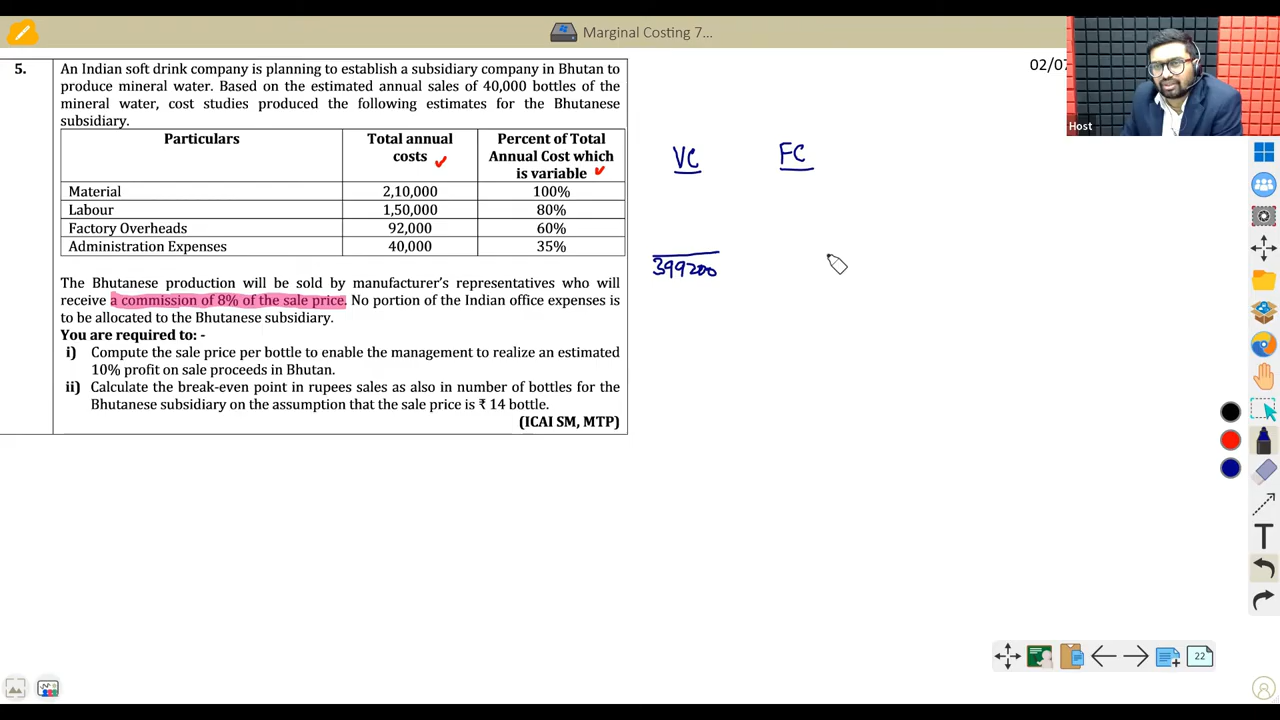 Marginal Costing 7...
02/07
Host
5.
An Indian soft drink company is planning to establish a subsidiary company in Bhutan to
produce mineral water. Based on the estimated annual sales of 40,000 bottles of the
mineral water, cost studies produced the following estimates for the Bhutanese
subsidiary.
Particulars
Total annual
costs
Percent of Total
Annual Cost which
is variable
Material 2,10,000 100%
Labour 1,50,000 80%
Factory Overheads 92,000 60%
Administration Expenses 40,000 35%
The Bhutanese production will be sold by manufacturer's representatives who will
receive a commission of 8% of the sale price. No portion of the Indian office expenses is
to be allocated to the Bhutanese subsidiary.
You are required to: -
i) Compute the sale price per bottle to enable the management to realize an estimated
10% profit on sale proceeds in Bhutan.
ii) Calculate the break-even point in rupees sales as also in number of bottles for the
Bhutanese subsidiary on the assumption that the sale price is ₹ 14 bottle.
(ICAI SM, MTP)
VC FC
399200
T
22